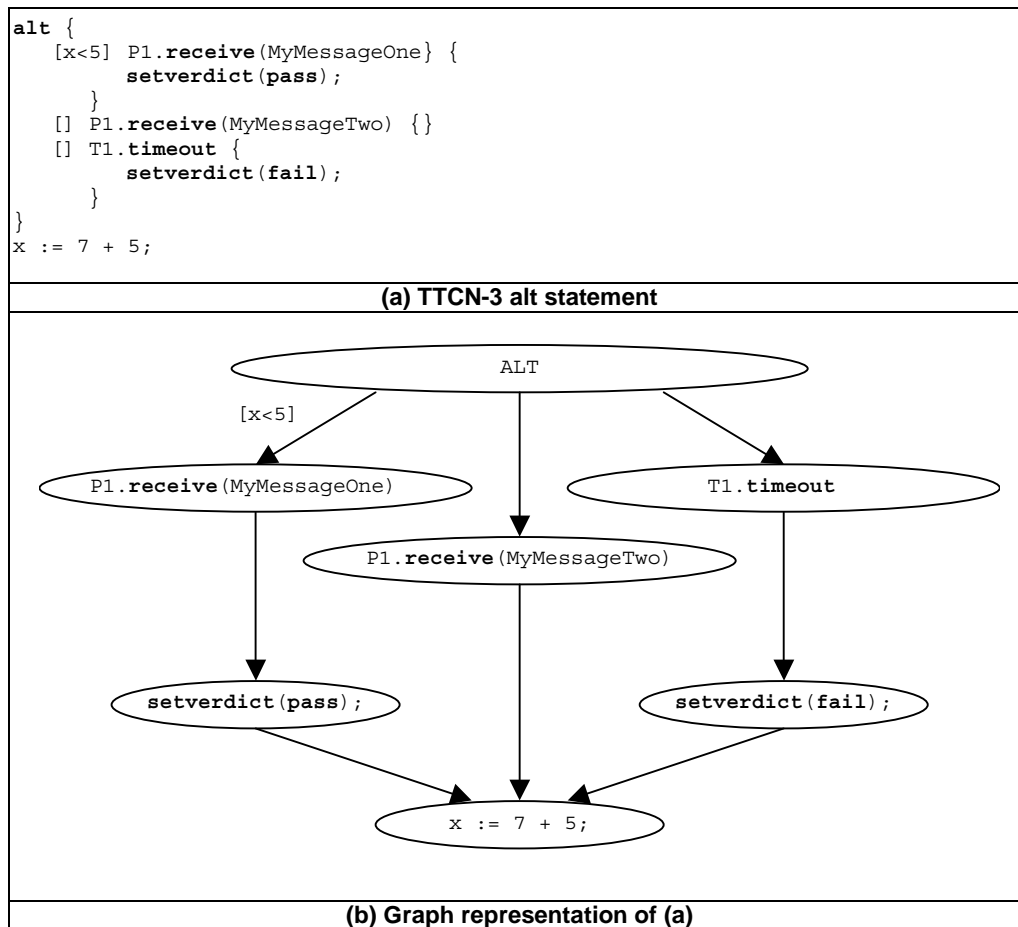 alt {
[x<5] P1.receive(MyMessageOne} {
setverdict(pass);
}
[] P1.receive(MyMessageTwo) {}
[] T1.timeout {
setverdict(fail);
}
}
x := 7 + 5;
(a) TTCN-3 alt statement
ALT
[x<5]
P1.receive(MyMessageOne)
T1.timeout
P1.receive(MyMessageTwo)
setverdict(pass);
setverdict(fail);
x := 7 + 5;
(b) Graph representation of (a)